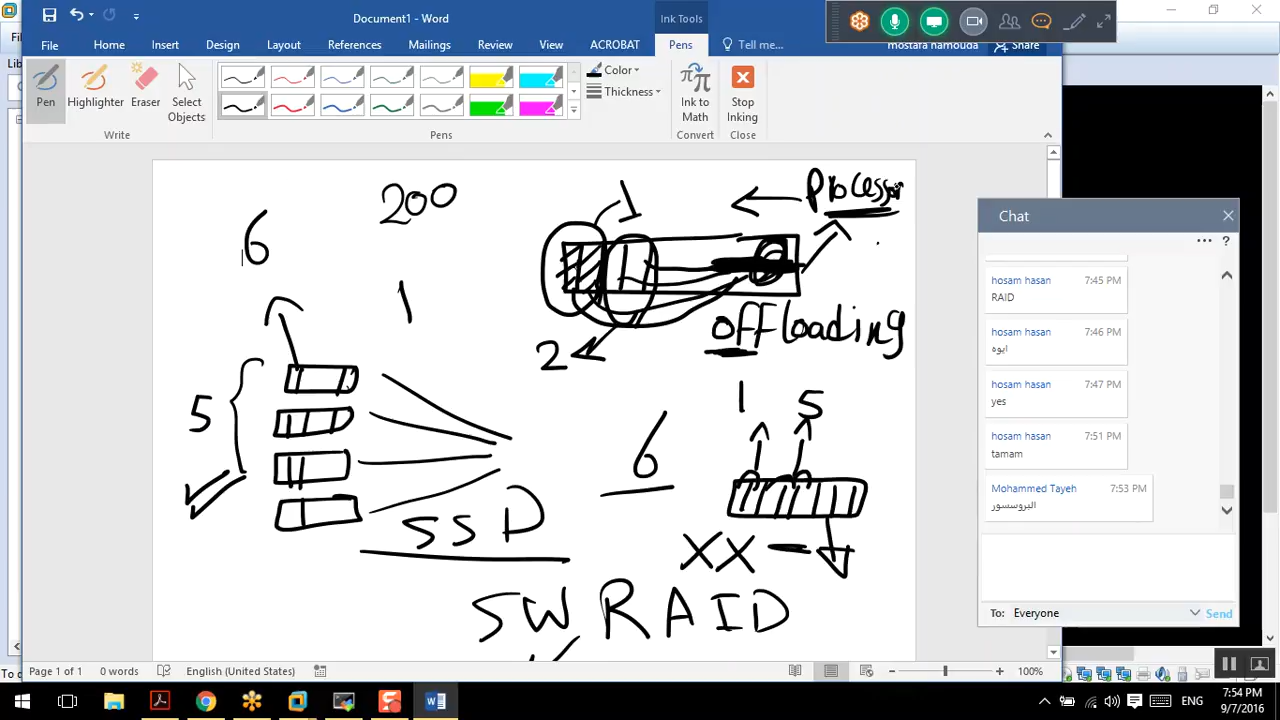 Document1 - Word
Ink Tools
mostafa hamouda
File
Home
Insert
Design
Layout
References
Mailings
Review
View
ACROBAT
Pens
Tell me...
Share
Pen
Highlighter
Eraser
Select
Objects
Write
Color
Thickness
Pens
Ink to
Math
Convert
Stop
Inking
Close
6
200
1
Processor
1
2
offloading
5
1
5
6
SSD
XX
SW RAID
Chat
hosam hasan 7:45 PM
RAID
hosam hasan 7:46 PM
ايوه
hosam hasan 7:47 PM
yes
hosam hasan 7:51 PM
tamam
Mohammed Tayeh 7:53 PM
البروسسور
To: Everyone
Send
Page 1 of 1
0 words
English (United States)
100%
ENG
7:54 PM
9/7/2016